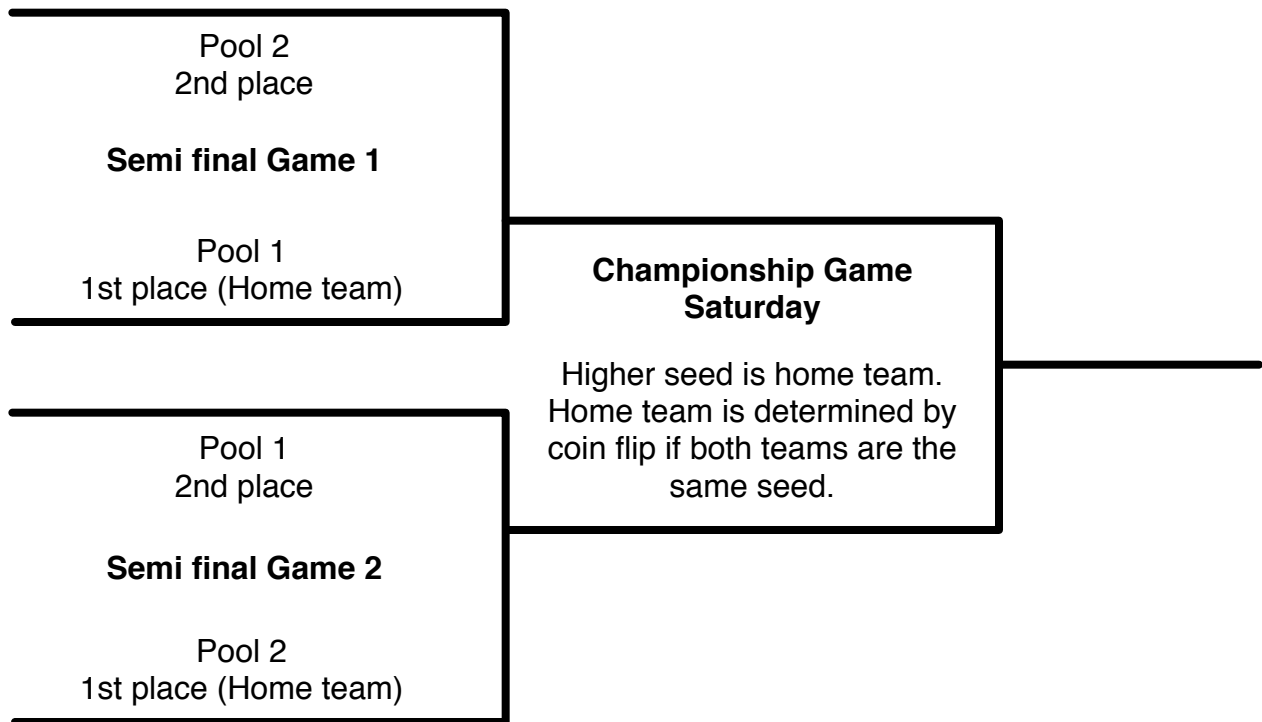 Pool 2
2nd place
Semi final Game 1
Pool 1
1st place (Home team)
Championship Game
Saturday
Higher seed is home team.
Home team is determined by
coin flip if both teams are the
same seed.
Pool 1
2nd place
Semi final Game 2
Pool 2
1st place (Home team)